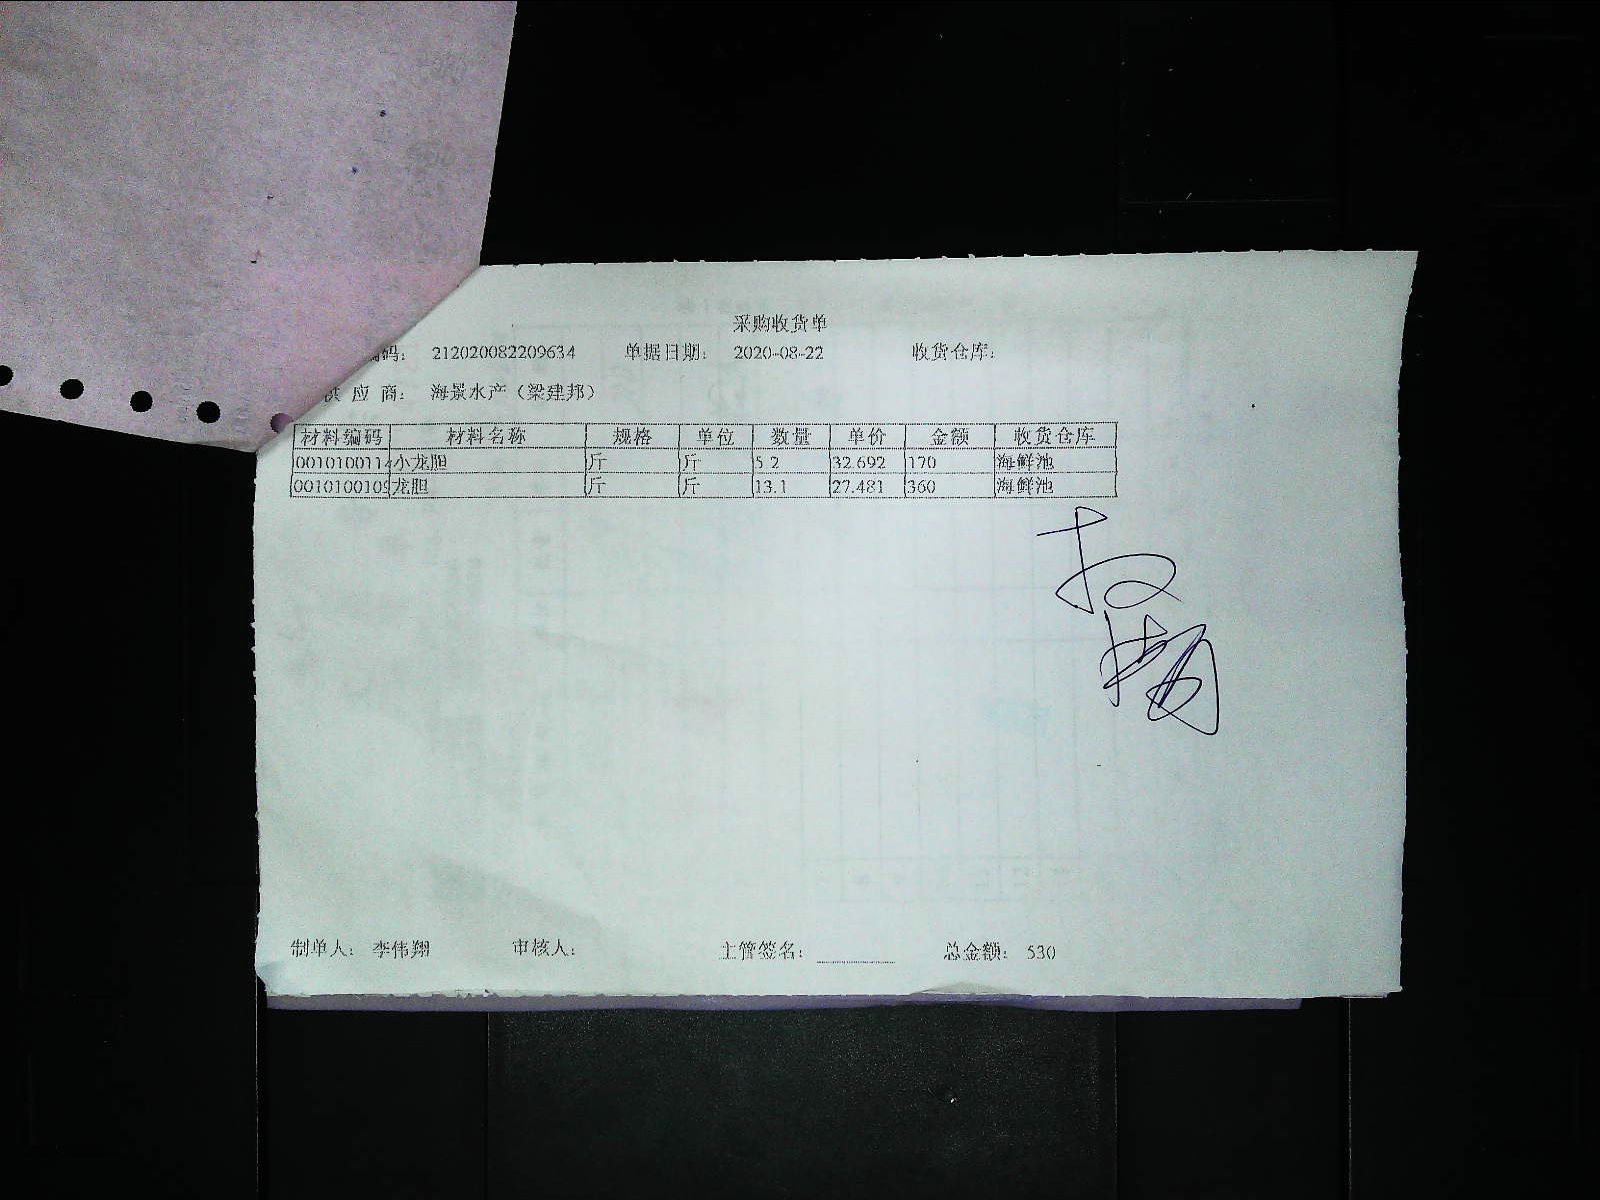 采购收货单
编码： 212020082209634 单据日期： 2020-08-22 收货仓库：
供 应 商： 海景水产（梁建邦）
材料编码 材料名称 规格 单位 数量 单价 金额 收货仓库
0010100114 小龙胆 斤 斤 5.2 32.692 170 海鲜池
0010100109 龙胆 斤 斤 13.1 27.481 360 海鲜池
制单人： 李伟翔 审核人： 主管签名： 总金额： 530